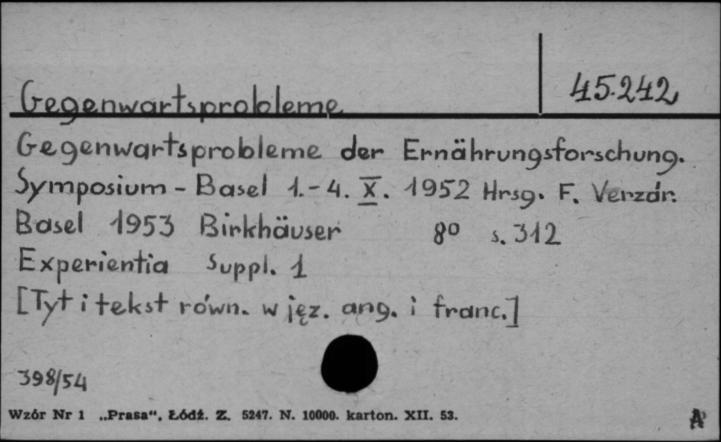 Gegenwartsprobleme
45.242
Gegenwartsprobleme der Ernährungsforschung.
Symposium - Basel 1.-4. X. 1952 Hrsg. F. Verzár.
Basel 1953 Birkhäuser 8º s. 312
Experientia Suppl. 1
[Tyt i tekst równ. w jęz. ang. i franc.]
398/54
Wzór Nr 1 „Prasa“, Łódź. Z. 5247. N. 10000. karton. XII. 53.
A